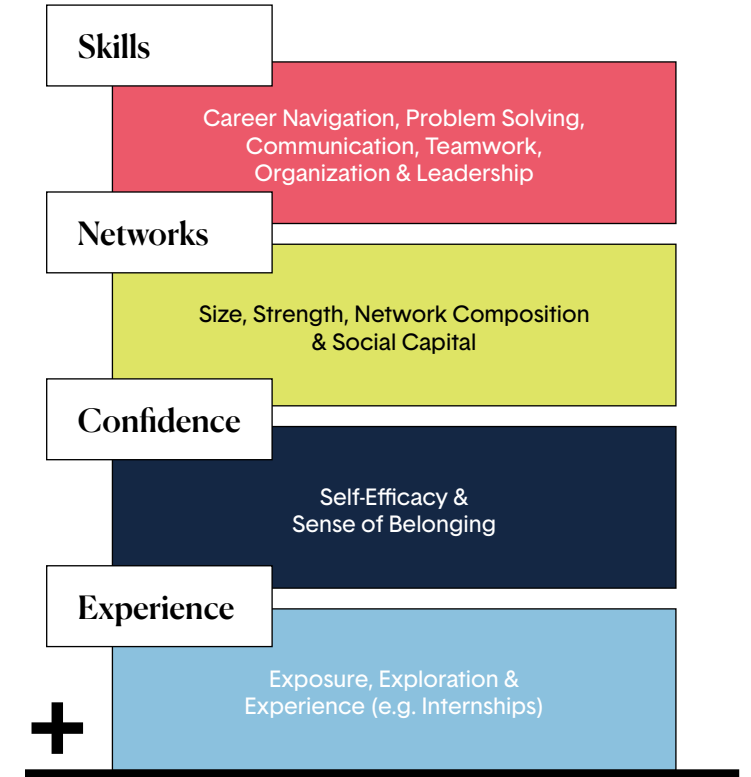 Skills
Career Navigation, Problem Solving,
Communication, Teamwork,
Organization & Leadership
Networks
Size, Strength, Network Composition
& Social Capital
Confidence
Self-Efficacy &
Sense of Belonging
Experience
Exposure, Exploration &
Experience (e.g. Internships)
+